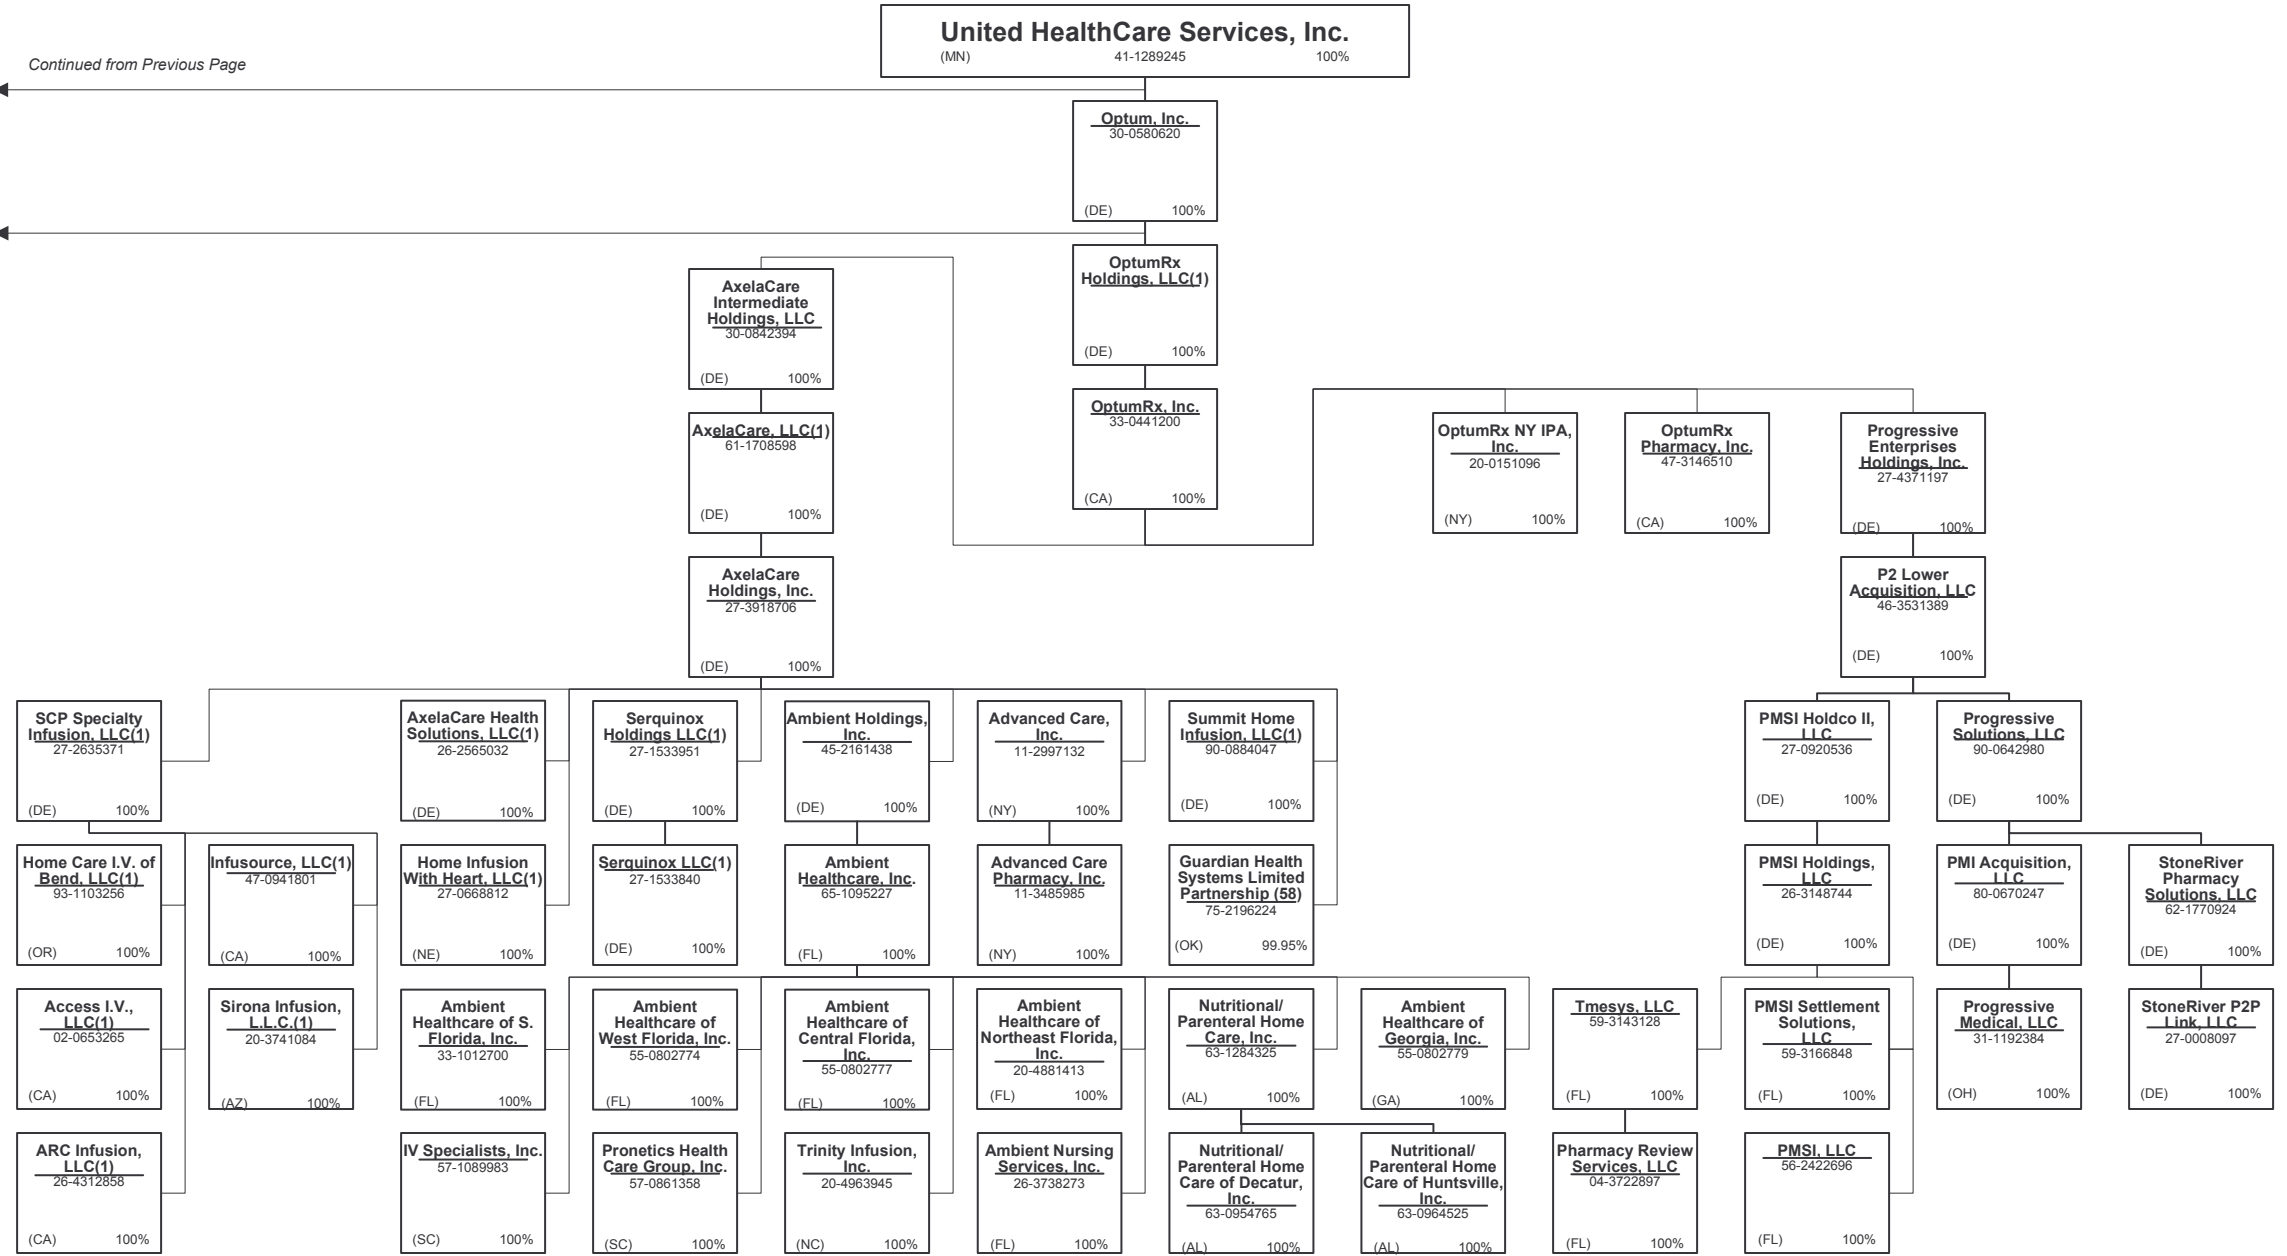 United HealthCare Services, Inc.
(MN) 41-1289245 100%
Continued from Previous Page
Optum, Inc.
30-0580620
(DE) 100%
OptumRx
Holdings, LLC(1)
(DE) 100%
AxelaCare
Intermediate
Holdings, LLC
30-0842394
(DE) 100%
OptumRx, Inc.
33-0441200
(CA) 100%
AxelaCare, LLC(1)
61-1708598
(DE) 100%
OptumRx NY IPA,
Inc.
20-0151096
(NY) 100%
OptumRx
Pharmacy, Inc.
47-3146510
(CA) 100%
Progressive
Enterprises
Holdings, Inc.
27-4371197
(DE) 100%
AxelaCare
Holdings, Inc.
27-3918706
(DE) 100%
P2 Lower
Acquisition, LLC
46-3531389
(DE) 100%
SCP Specialty
Infusion, LLC(1)
27-2635371
(DE) 100%
AxelaCare Health
Solutions, LLC(1)
26-2565032
(DE) 100%
Serquinox
Holdings LLC(1)
27-1533951
(DE) 100%
Ambient Holdings,
Inc.
45-2161438
(DE) 100%
Advanced Care,
Inc.
11-2997132
(NY) 100%
Summit Home
Infusion, LLC(1)
90-0884047
(DE) 100%
PMSI Holdco II,
LLC
27-0920536
(DE) 100%
Progressive
Solutions, LLC
90-0642980
(DE) 100%
Home Care I.V. of
Bend, LLC(1)
93-1103256
(OR) 100%
Infusource, LLC(1)
47-0941801
(CA) 100%
Home Infusion
With Heart, LLC(1)
27-0668812
(NE) 100%
Serquinox LLC(1)
27-1533840
(DE) 100%
Ambient
Healthcare, Inc.
65-1095227
(FL) 100%
Advanced Care
Pharmacy, Inc.
11-3485985
(NY) 100%
Guardian Health
Systems Limited
Partnership (58)
75-2196224
(OK) 99.95%
PMSI Holdings,
LLC
26-3148744
(DE) 100%
PMI Acquisition,
LLC
80-0670247
(DE) 100%
StoneRiver
Pharmacy
Solutions, LLC
62-1770924
(DE) 100%
Access I.V.,
LLC(1)
02-0653265
(CA) 100%
Sirona Infusion,
L.L.C.(1)
20-3741084
(AZ) 100%
Ambient
Healthcare of S.
Florida, Inc.
33-1012700
(FL) 100%
Ambient
Healthcare of
West Florida, Inc.
55-0802774
(FL) 100%
Ambient
Healthcare of
Central Florida,
Inc.
55-0802777
(FL) 100%
Ambient
Healthcare of
Northeast Florida,
Inc.
20-4881413
(FL) 100%
Nutritional/
Parenteral Home
Care, Inc.
63-1284325
(AL) 100%
Ambient
Healthcare of
Georgia, Inc.
55-0802779
(GA) 100%
Tmesys, LLC
59-3143128
(FL) 100%
PMSI Settlement
Solutions,
LLC
59-3166848
(FL) 100%
Progressive
Medical, LLC
31-1192384
(OH) 100%
StoneRiver P2P
Link, LLC
27-0008097
(DE) 100%
ARC Infusion,
LLC(1)
26-4312858
(CA) 100%
IV Specialists, Inc.
57-1089983
(SC) 100%
Pronetics Health
Care Group, Inc.
57-0861358
(SC) 100%
Trinity Infusion,
Inc.
20-4963945
(NC) 100%
Ambient Nursing
Services, Inc.
26-3738273
(FL) 100%
Nutritional/
Parenteral Home
Care of Decatur,
Inc.
63-0954765
(AL) 100%
Nutritional/
Parenteral Home
Care of Huntsville,
Inc.
63-0964525
(AL) 100%
Pharmacy Review
Services, LLC
04-3722897
(FL) 100%
PMSI, LLC
56-2422696
(FL) 100%